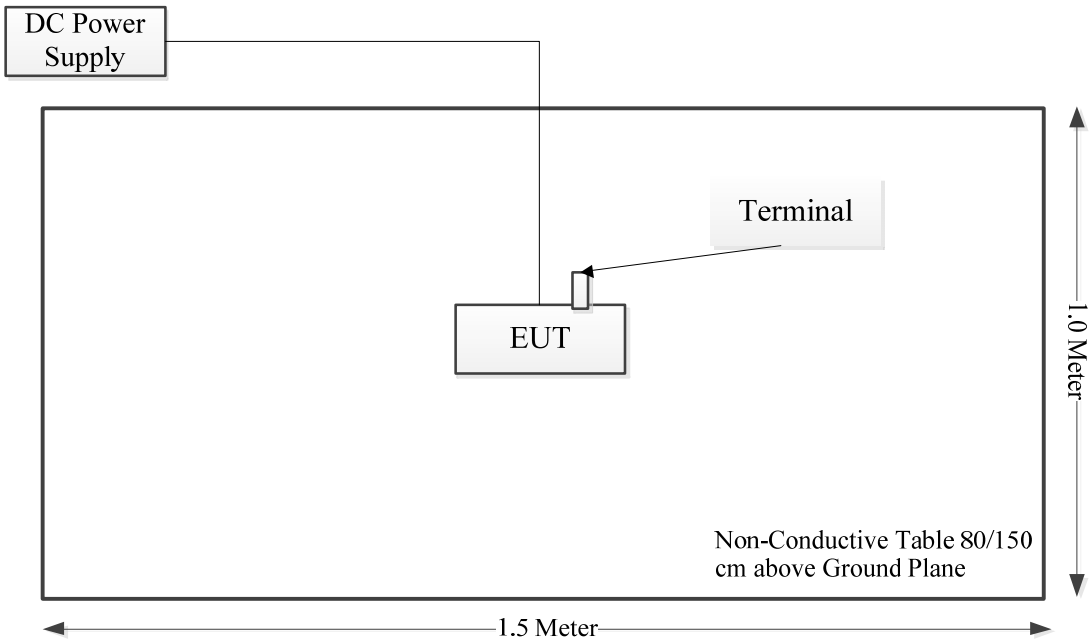 DC Power
Supply
Terminal
EUT
1.0 Meter
Non-Conductive Table 80/150
cm above Ground Plane
1.5 Meter